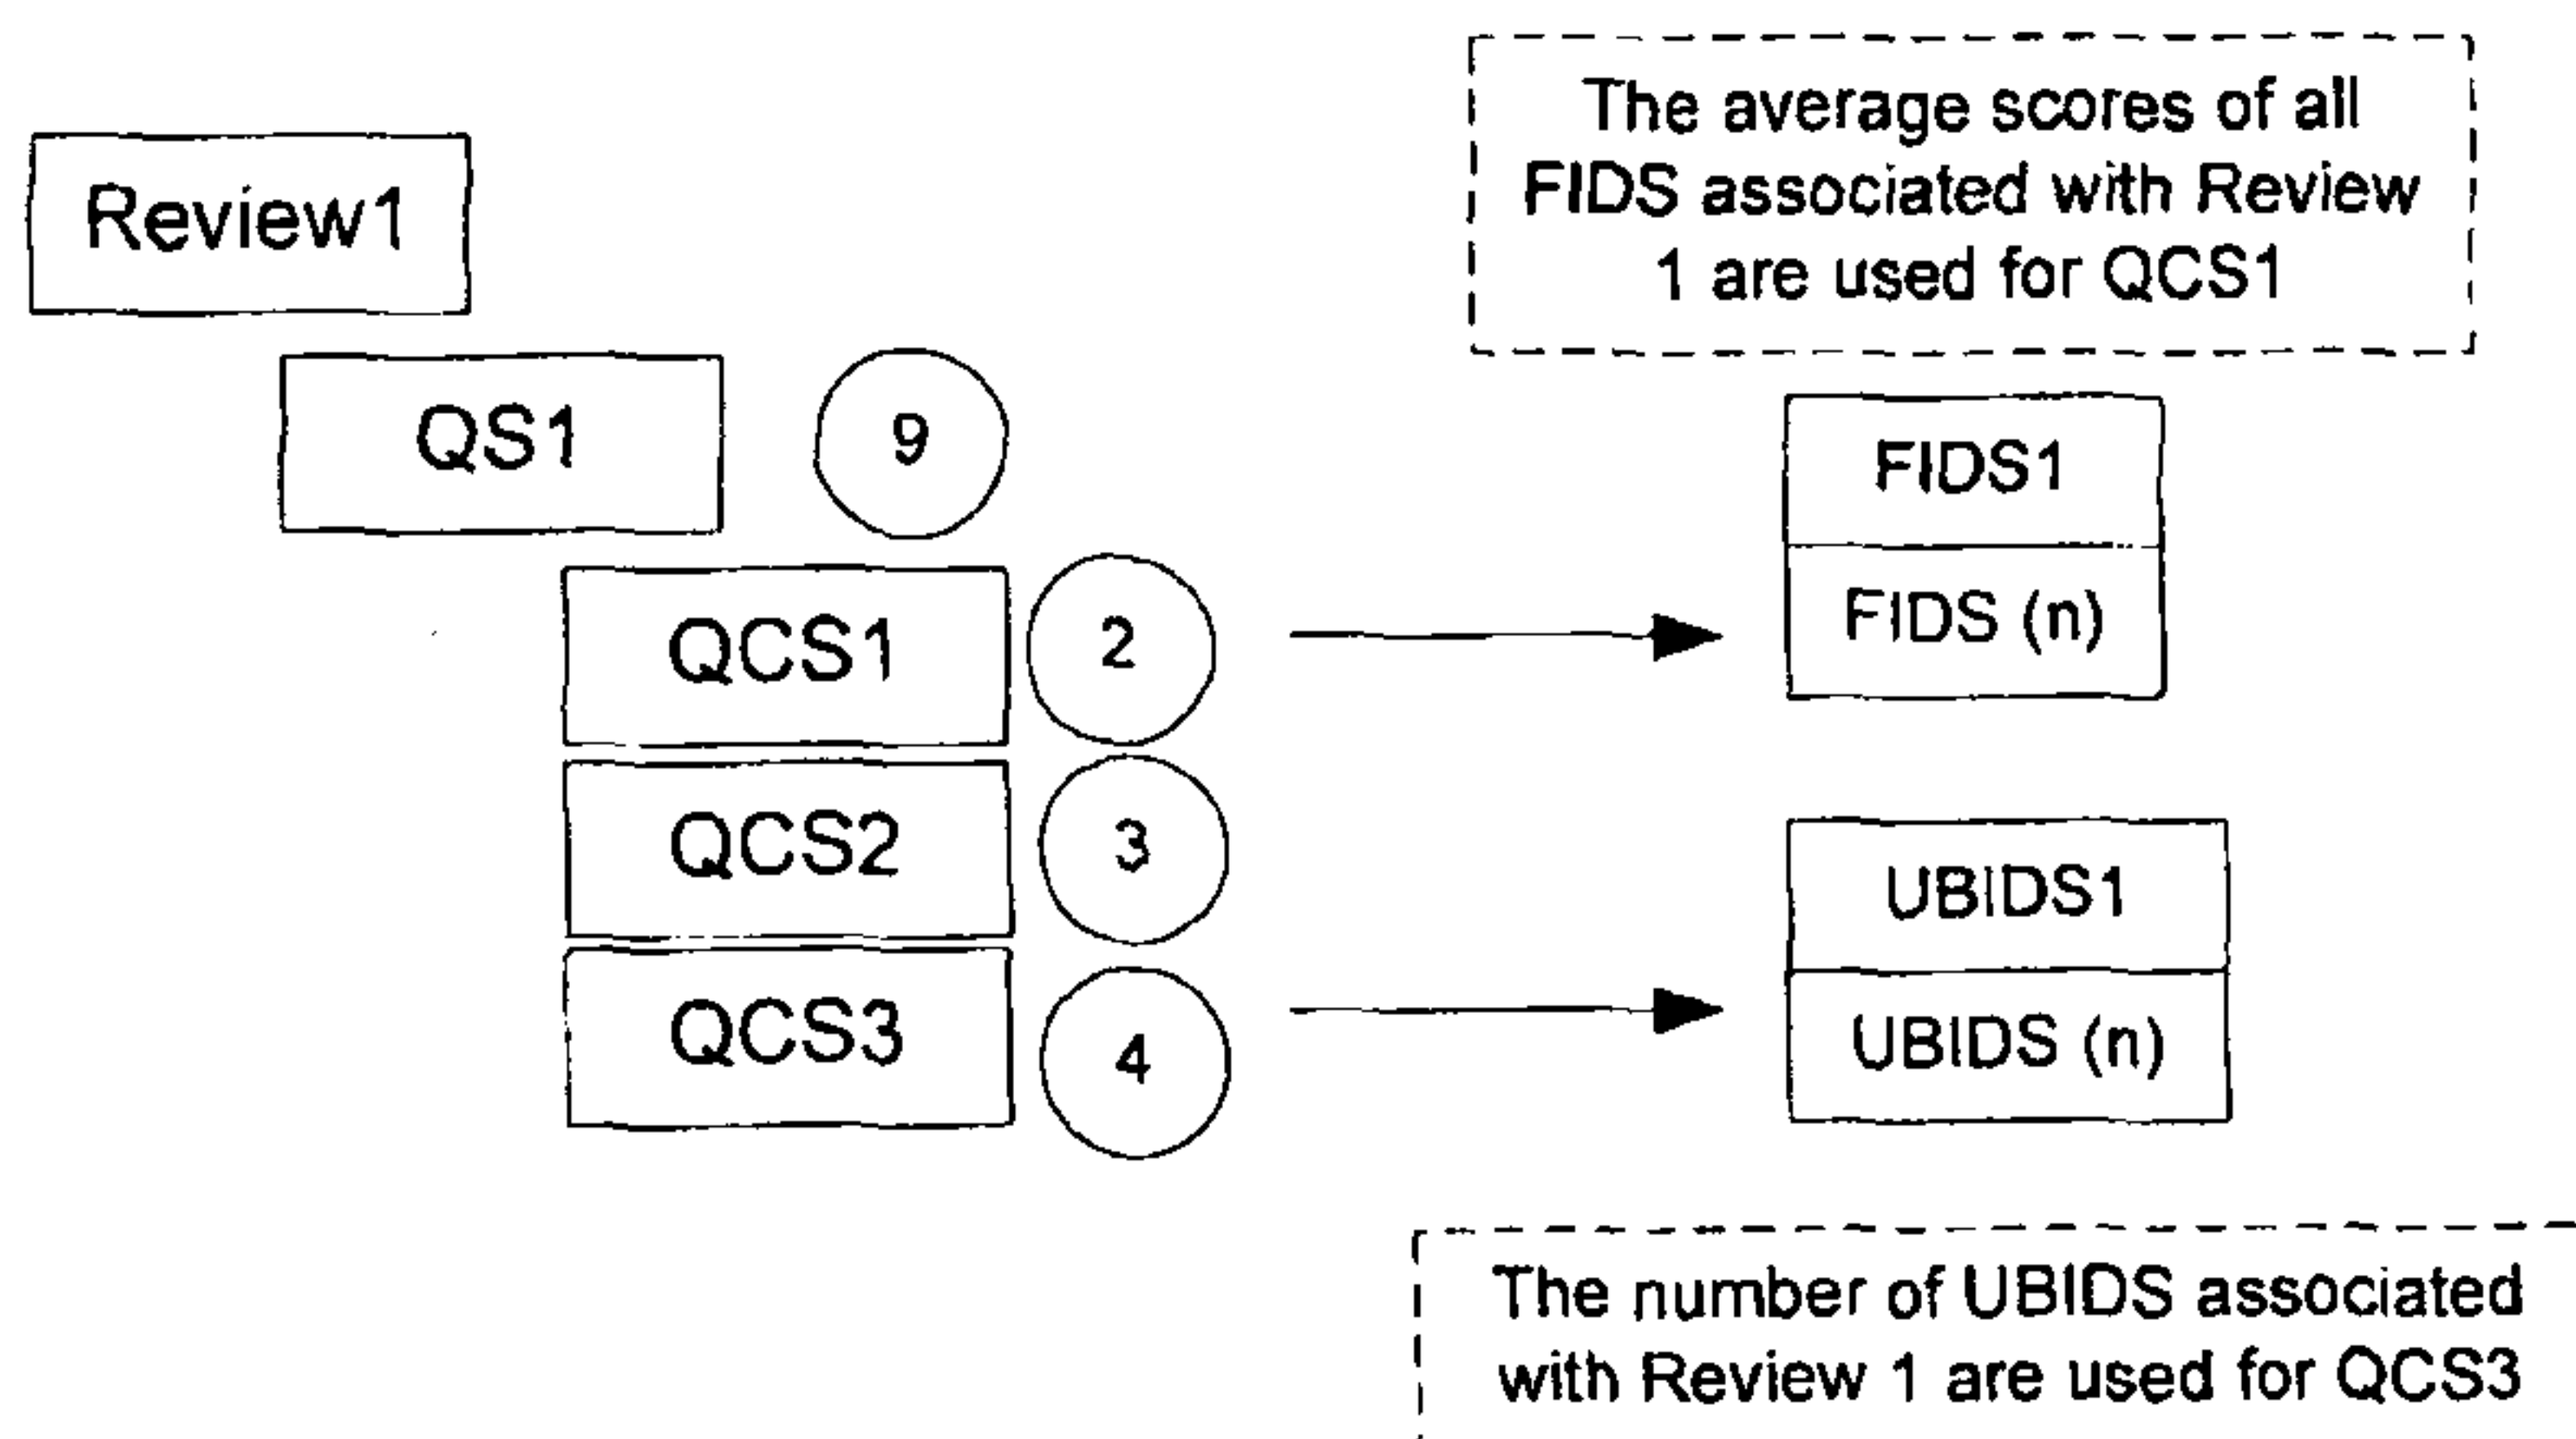 The average scores of all
FIDS associated with Review
1 are used for QCS1
Review1
QS1
9
FIDS1
FIDS (n)
QCS1
2
QCS2
3
UBIDS1
UBIDS (n)
QCS3
4
The number of UBIDS associated
with Review 1 are used for QCS3